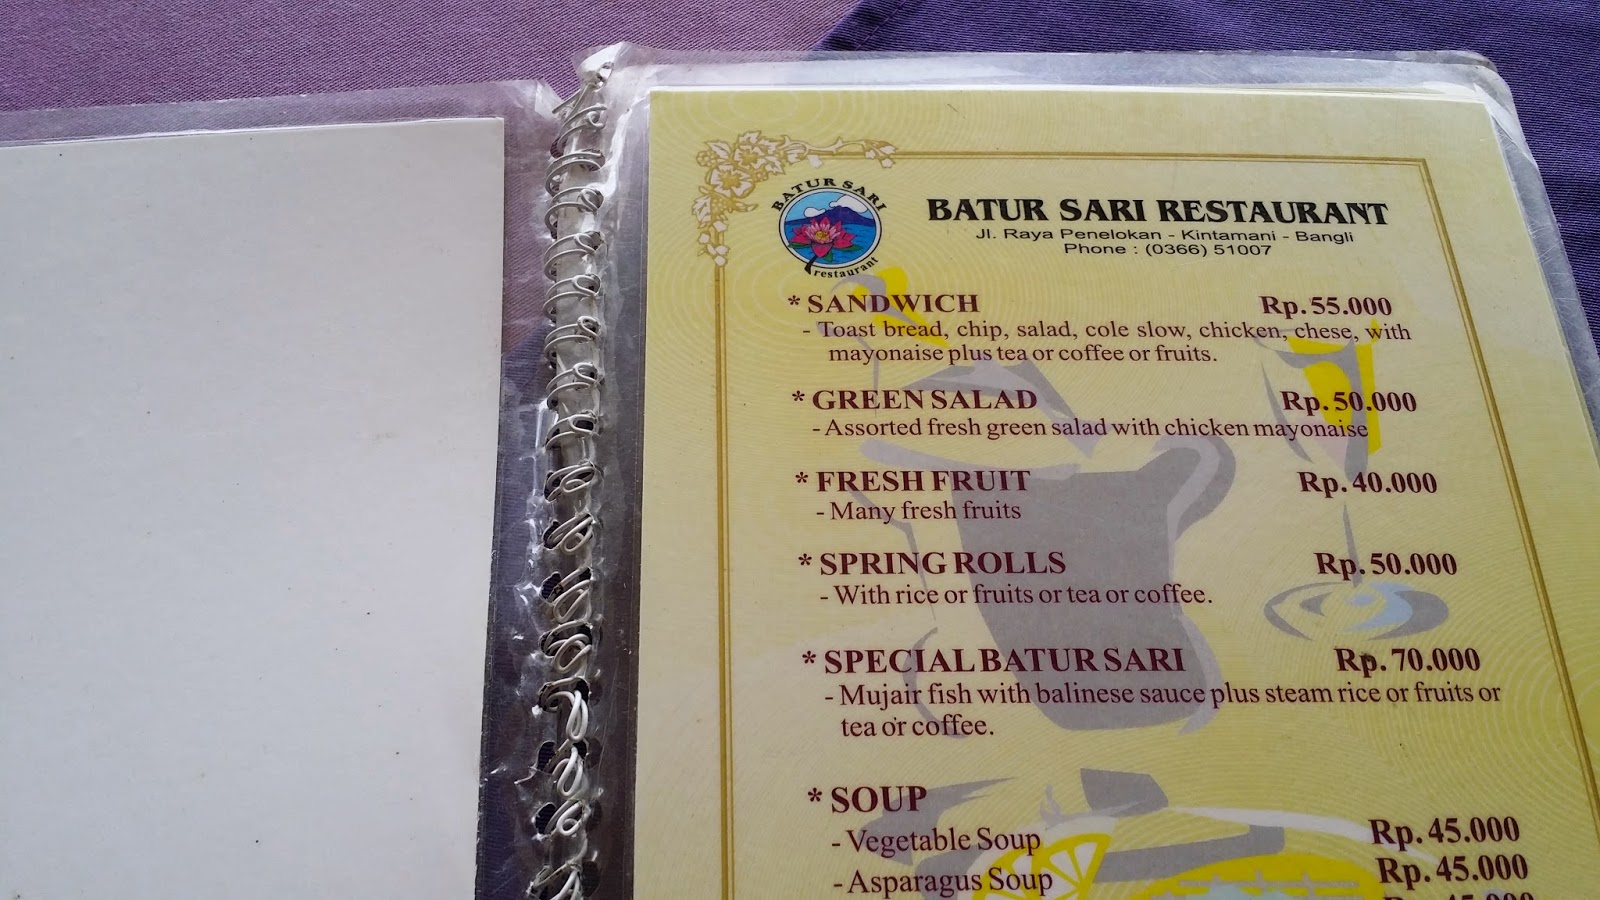 BATUR SARI
restaurant
BATUR SARI RESTAURANT
Jl. Raya Penelokan - Kintamani - Bangli
Phone : (0366) 51007
* SANDWICH Rp. 55.000
- Toast bread, chip, salad, cole slow, chicken, chese, with
mayonaise plus tea or coffee or fruits.
* GREEN SALAD Rp. 50.000
- Assorted fresh green salad with chicken mayonaise
* FRESH FRUIT Rp. 40.000
- Many fresh fruits
* SPRING ROLLS Rp. 50.000
- With rice or fruits or tea or coffee.
* SPECIAL BATUR SARI Rp. 70.000
- Mujair fish with balinese sauce plus steam rice or fruits or
tea or coffee.
* SOUP
- Vegetable Soup Rp. 45.000
- Asparagus Soup Rp. 45.000